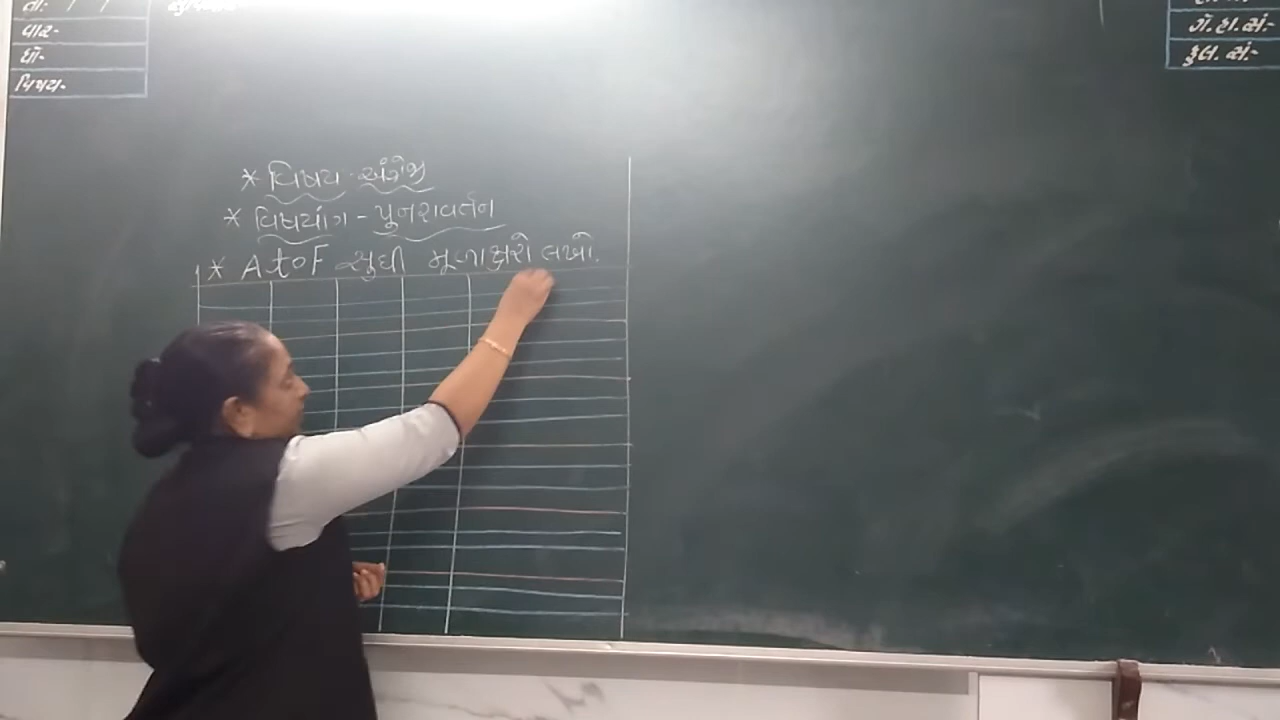 તા:- / /
વાર-
ધો-
વિષય-
ગે.હા.સં:-
કુલ.સં:-
* વિષય - અંગ્રેજી
* વિષયાંગ - પૂનરાવર્તન
* A to F સુધી મૂળાક્ષરો લખો.